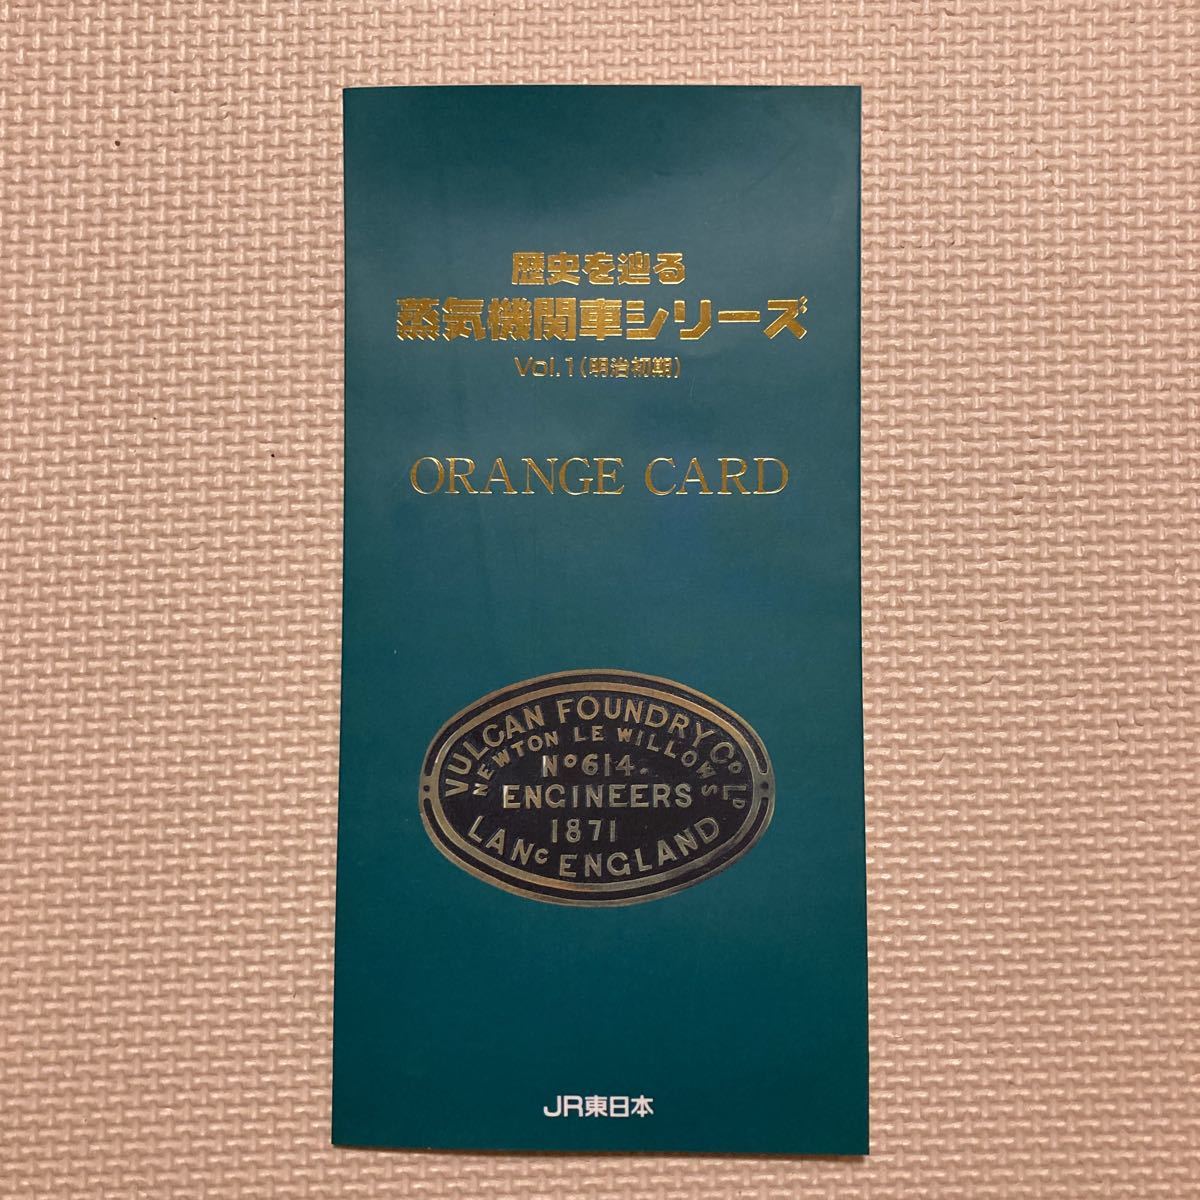 歴史を辿る
蒸気機関車シリーズ
Vol.1(明治初期)
ORANGE CARD
VULCAN FOUNDRY Co LD
NEWTON LE WILLOWS
No 614.
ENGINEERS
1871
LANc ENGLAND
JR東日本